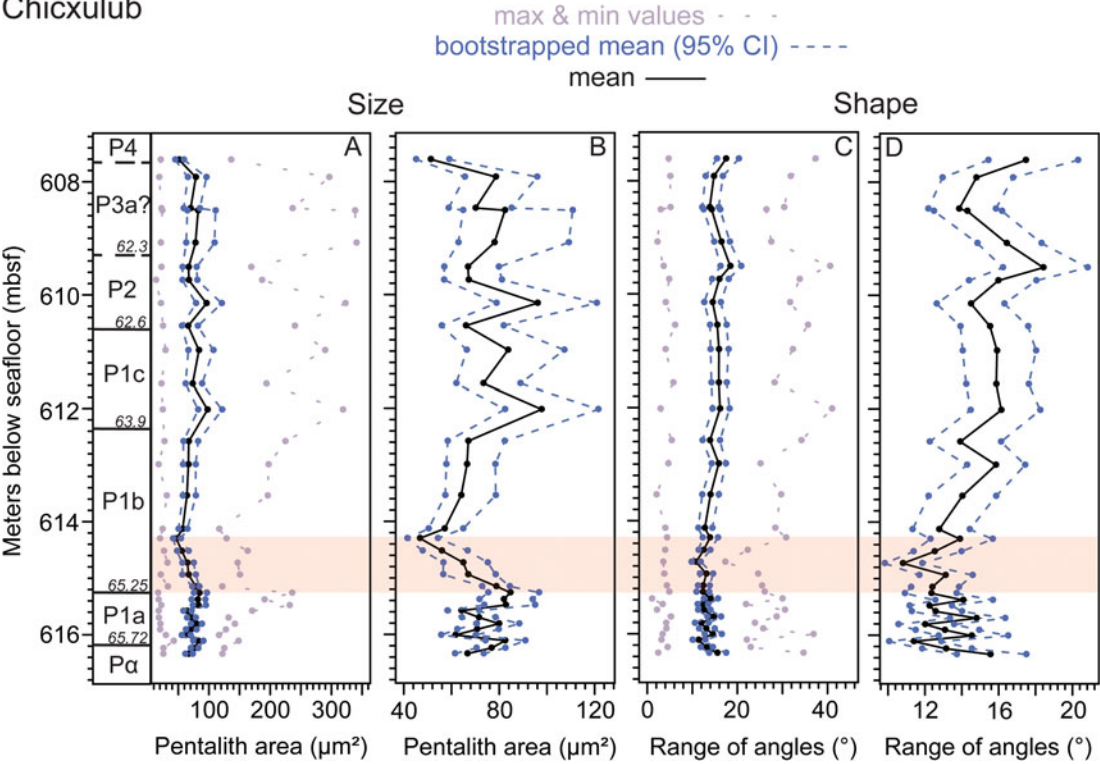 Chicxulub
max & min values
bootstrapped mean (95% CI)
mean
Size
Shape
A
B
C
D
P4
608
P3a?
62.3
610
P2
62.6
P1c
612
63.9
P1b
614
65.25
P1a
616
65.72
Pα
Meters below seafloor (mbsf)
100 200 300
40 80 120
0 20 40
12 16 20
Pentalith area (μm²)
Pentalith area (μm²)
Range of angles (°)
Range of angles (°)